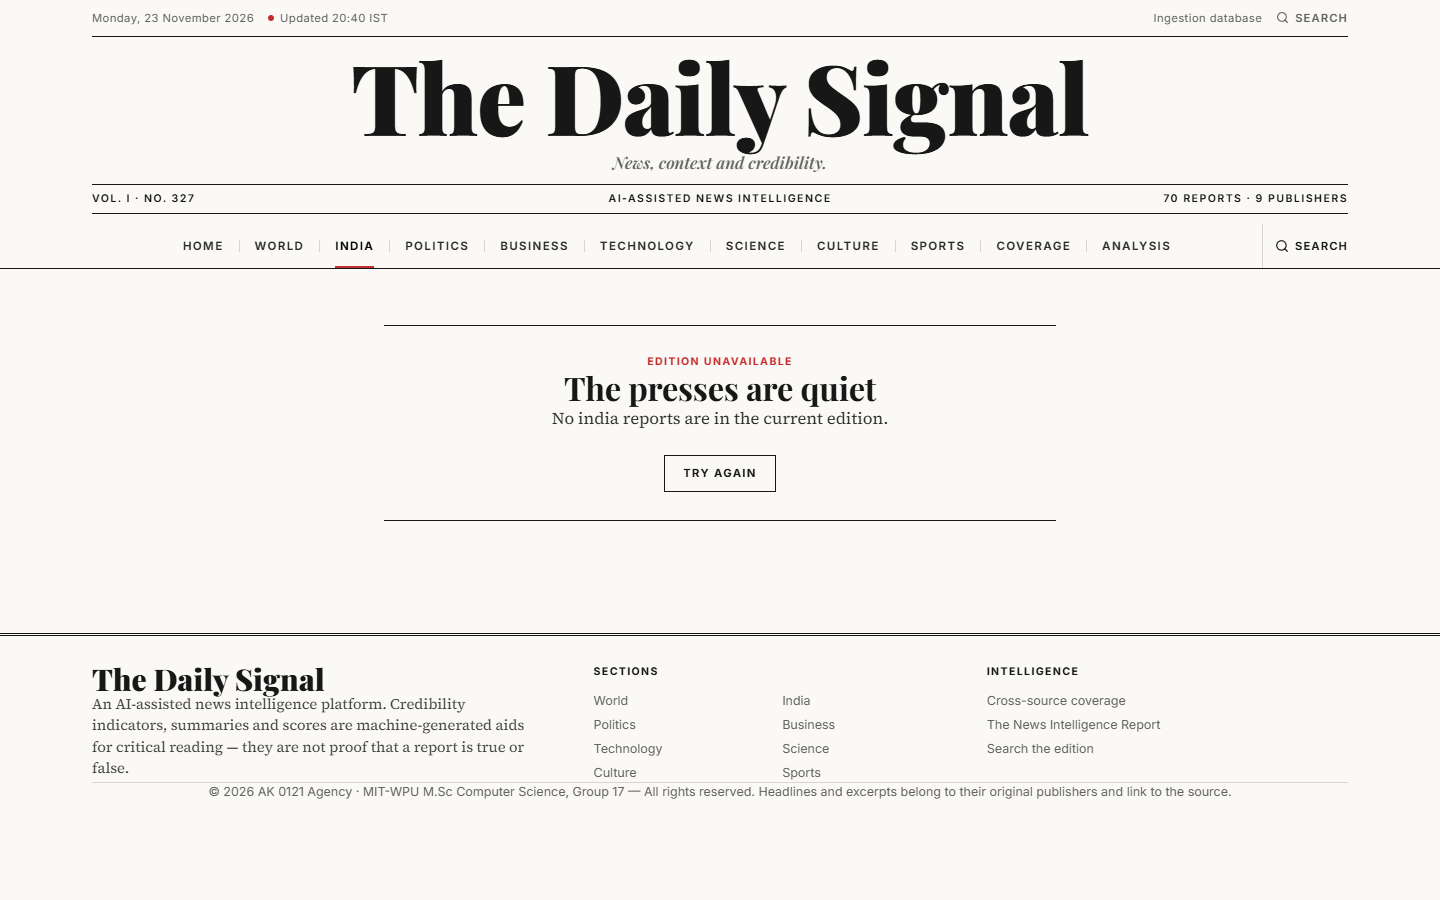 Monday, 23 November 2026 Updated 20:40 IST Ingestion database SEARCH
The Daily Signal
News, context and credibility.
VOL. I · NO. 327 AI-ASSISTED NEWS INTELLIGENCE 70 REPORTS · 9 PUBLISHERS
HOME WORLD INDIA POLITICS BUSINESS TECHNOLOGY SCIENCE CULTURE SPORTS COVERAGE ANALYSIS SEARCH
EDITION UNAVAILABLE
The presses are quiet
No india reports are in the current edition.
TRY AGAIN
The Daily Signal
An AI-assisted news intelligence platform. Credibility
indicators, summaries and scores are machine-generated aids
for critical reading — they are not proof that a report is true or
false.
SECTIONS
World India
Politics Business
Technology Science
Culture Sports
INTELLIGENCE
Cross-source coverage
The News Intelligence Report
Search the edition
© 2026 AK 0121 Agency · MIT-WPU M.Sc Computer Science, Group 17 — All rights reserved. Headlines and excerpts belong to their original publishers and link to the source.